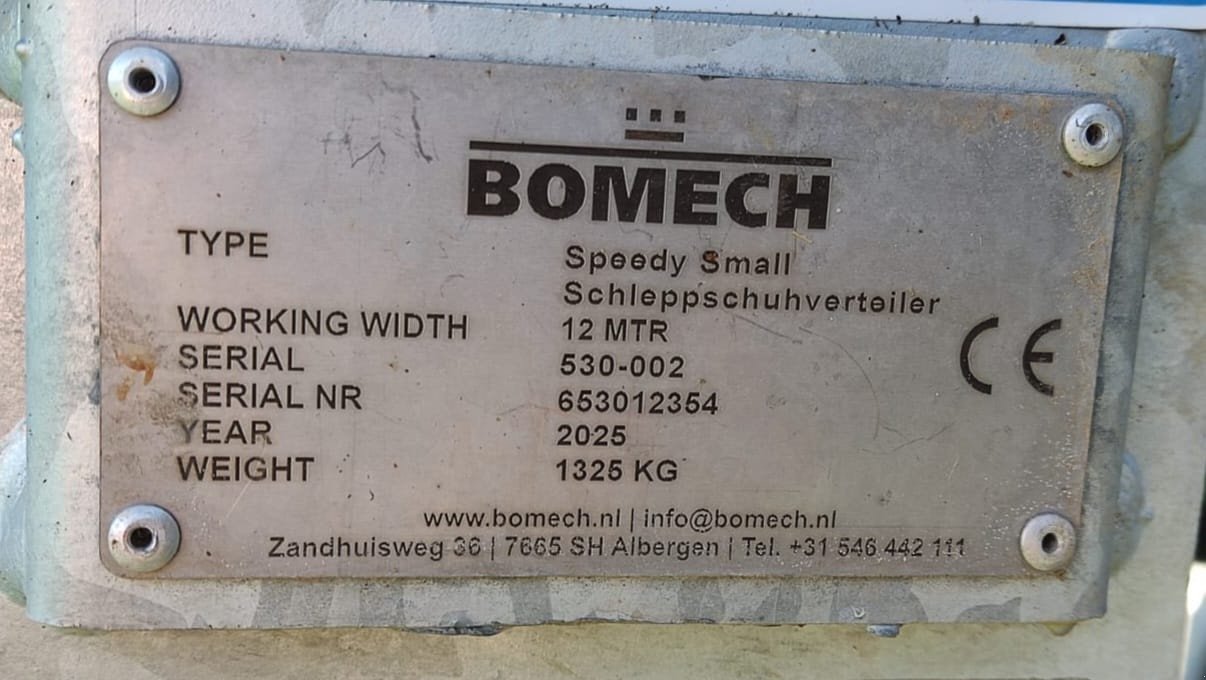 BOMECH
TYPE Speedy Small
Schleppschuhverteiler
WORKING WIDTH 12 MTR
SERIAL 530-002
SERIAL NR 653012354
YEAR 2025
WEIGHT 1325 KG
CE
www.bomech.nl | info@bomech.nl
Zandhuisweg 36 | 7665 SH Albergen | Tel. +31 546 442 111